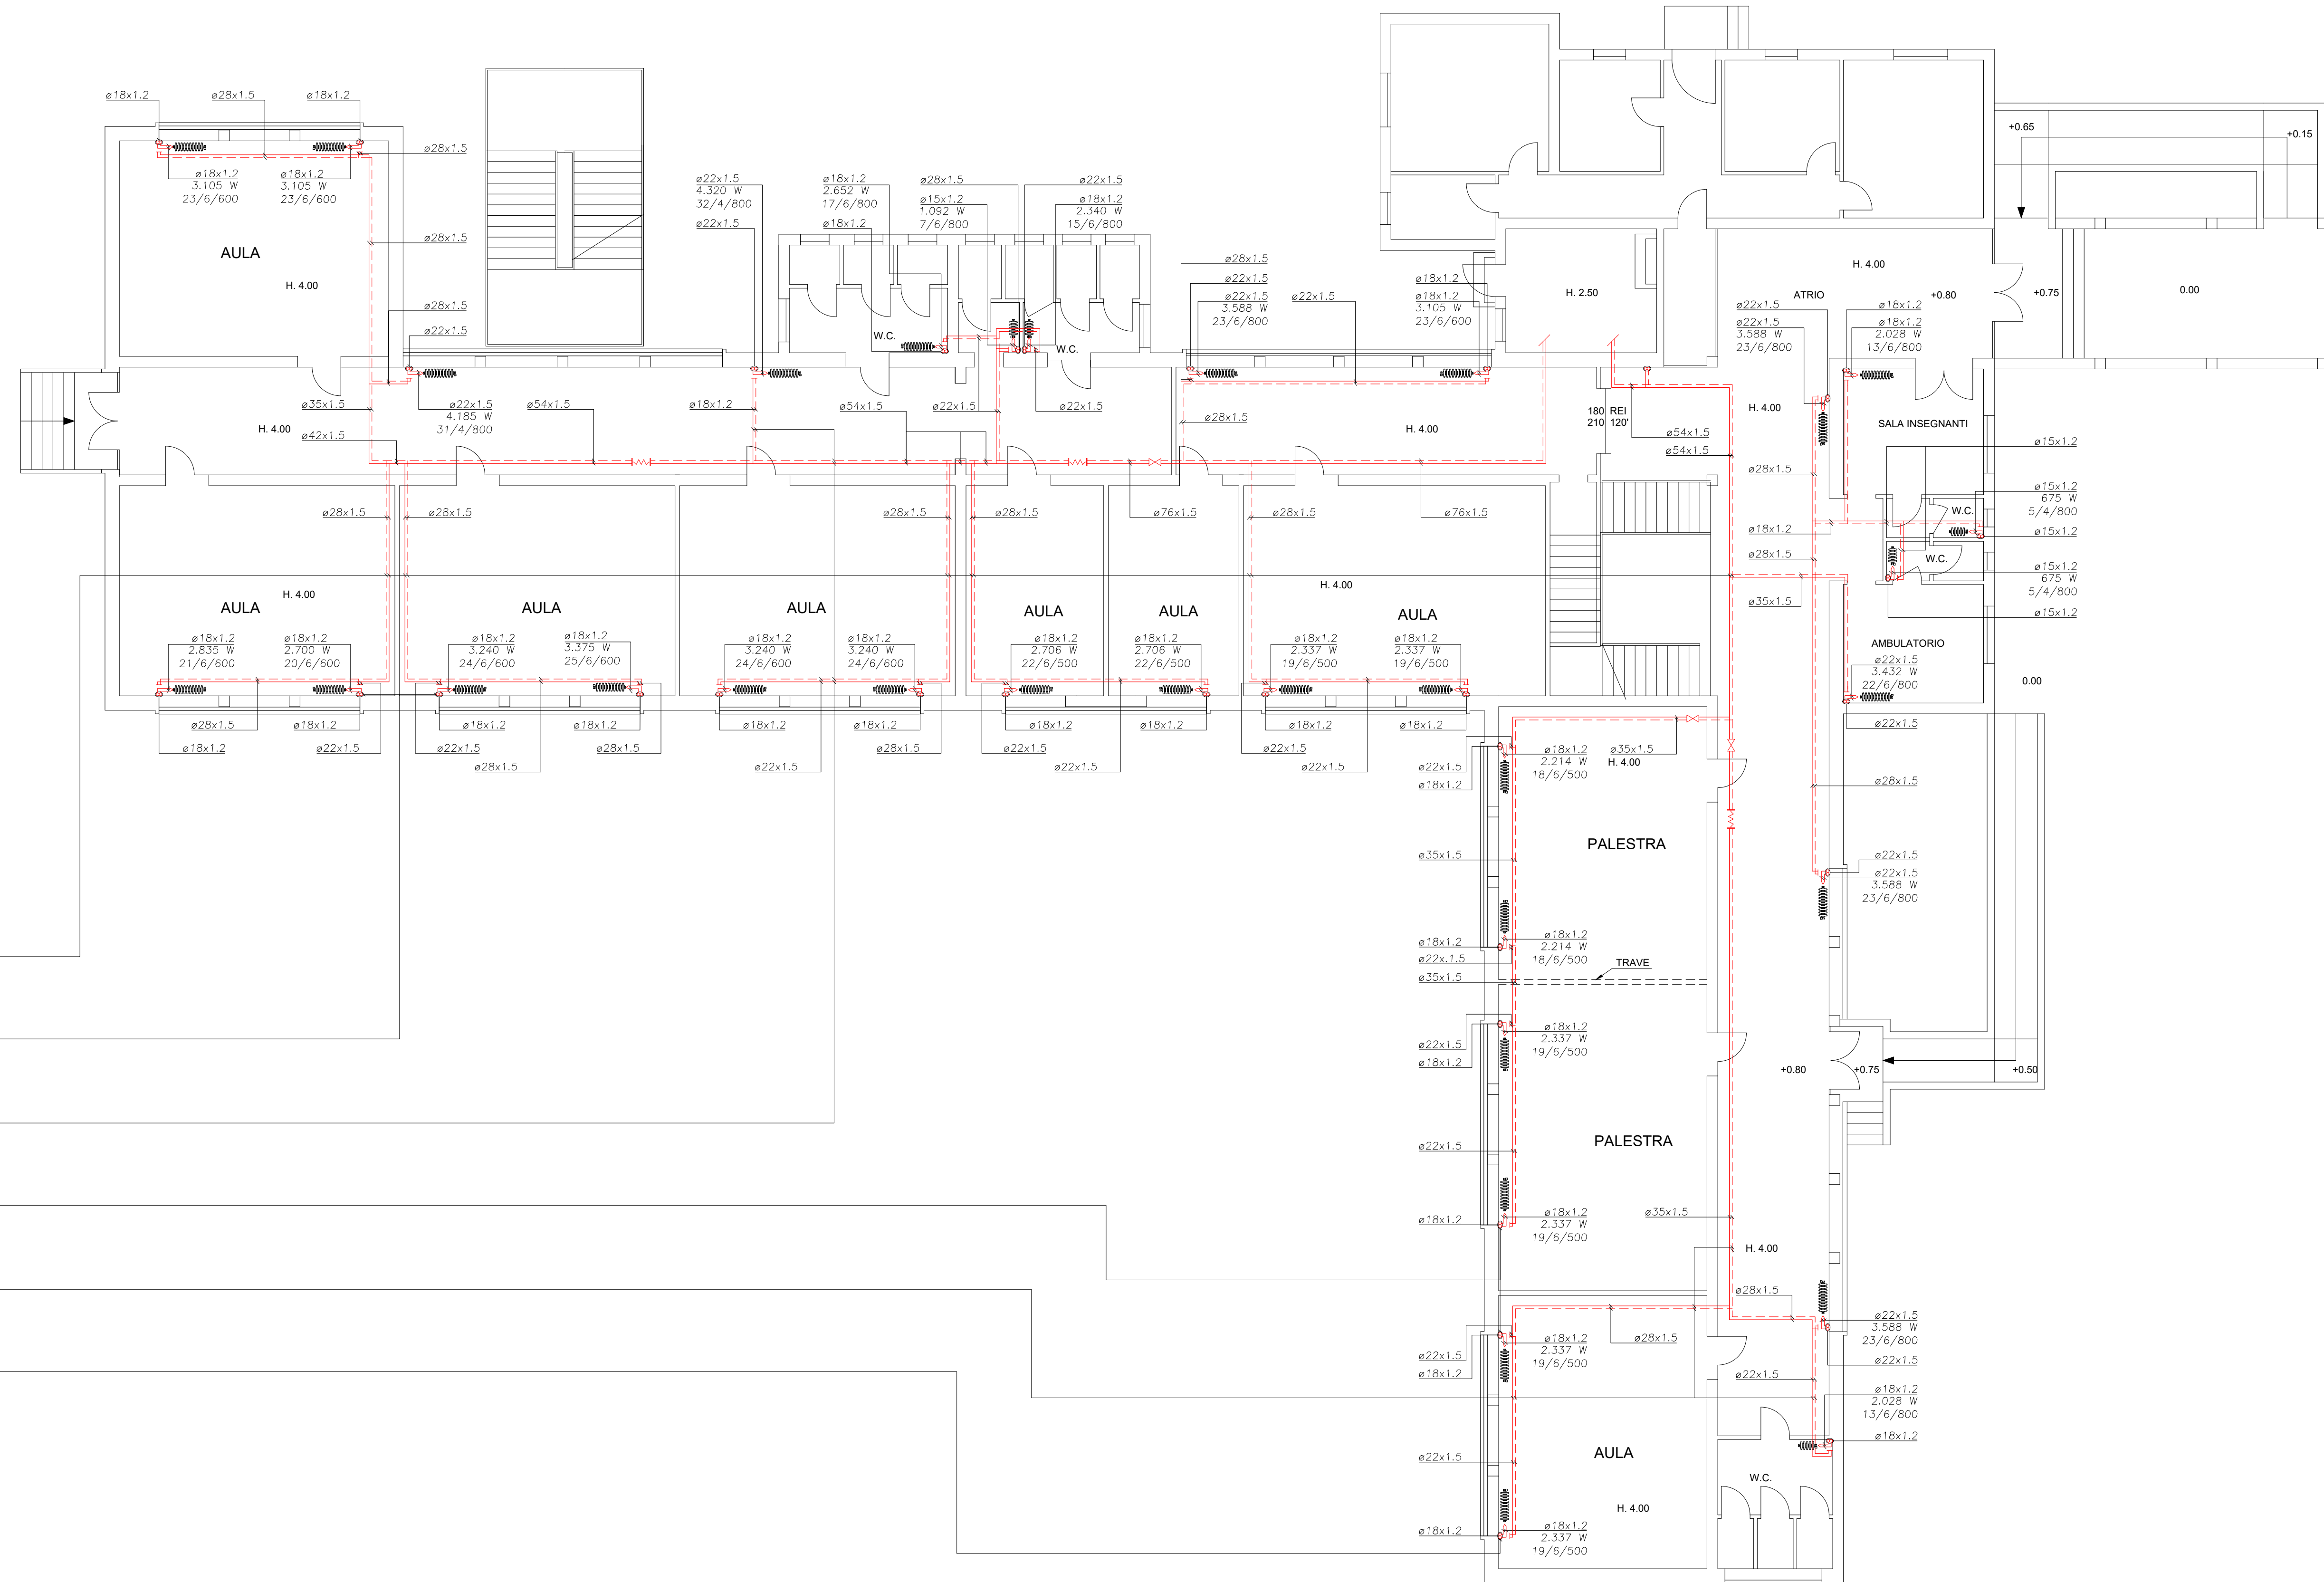 ø18x1.2
ø28x1.5
ø18x1.2
ø28x1.5
ø18x1.2
3.105 W
23/6/600
ø18x1.2
3.105 W
23/6/600
AULA
H. 4.00
ø28x1.5
ø28x1.5
ø22x1.5
ø22x1.5
4.320 W
32/4/800
ø22x1.5
ø18x1.2
2.652 W
17/6/800
ø18x1.2
ø28x1.5
ø15x1.2
1.092 W
7/6/800
ø22x1.5
ø18x1.2
2.340 W
15/6/800
W.C.
W.C.
ø28x1.5
ø22x1.5
ø22x1.5
3.588 W
23/6/800
ø22x1.5
ø18x1.2
ø18x1.2
3.105 W
23/6/600
H. 2.50
+0.65
+0.15
H. 4.00
ATRIO
+0.80
+0.75
0.00
ø22x1.5
ø22x1.5
3.588 W
23/6/800
ø18x1.2
ø18x1.2
2.028 W
13/6/800
ø35x1.5
ø22x1.5
4.185 W
31/4/800
ø54x1.5
ø18x1.2
ø54x1.5
ø22x1.5
ø22x1.5
ø28x1.5
H. 4.00
ø42x1.5
H. 4.00
180 REI
210 120'
H. 4.00
ø54x1.5
ø54x1.5
SALA INSEGNANTI
ø15x1.2
ø28x1.5
ø15x1.2
675 W
5/4/800
W.C.
ø15x1.2
ø18x1.2
ø28x1.5
W.C.
ø15x1.2
675 W
5/4/800
ø15x1.2
ø35x1.5
ø28x1.5
ø28x1.5
ø28x1.5
ø28x1.5
ø76x1.5
ø28x1.5
ø76x1.5
H. 4.00
AULA
AULA
AULA
AULA
AULA
H. 4.00
AULA
ø18x1.2
2.835 W
21/6/600
ø18x1.2
2.700 W
20/6/600
ø18x1.2
3.240 W
24/6/600
ø18x1.2
3.375 W
25/6/600
ø18x1.2
3.240 W
24/6/600
ø18x1.2
3.240 W
24/6/600
ø18x1.2
2.706 W
22/6/500
ø18x1.2
2.706 W
22/6/500
ø18x1.2
2.337 W
19/6/500
ø18x1.2
2.337 W
19/6/500
AMBULATORIO
ø22x1.5
3.432 W
22/6/800
0.00
ø22x1.5
ø28x1.5
ø18x1.2
ø18x1.2
ø18x1.2
ø18x1.2
ø18x1.2
ø18x1.2
ø18x1.2
ø18x1.2
ø18x1.2
ø18x1.2
ø22x1.5
ø22x1.5
ø28x1.5
ø28x1.5
ø22x1.5
ø22x1.5
ø28x1.5
ø22x1.5
ø22x1.5
ø22x1.5
ø22x1.5
ø18x1.2
ø18x1.2
2.214 W
18/6/500
ø35x1.5
H. 4.00
ø28x1.5
PALESTRA
ø35x1.5
ø22x1.5
ø22x1.5
3.588 W
23/6/800
ø18x1.2
ø22x.1.5
ø18x1.2
2.214 W
18/6/500
TRAVE
ø35x1.5
ø22x1.5
ø18x1.2
ø18x1.2
2.337 W
19/6/500
+0.80
+0.75
+0.50
PALESTRA
ø22x1.5
ø18x1.2
ø18x1.2
2.337 W
19/6/500
ø35x1.5
H. 4.00
ø28x1.5
ø22x1.5
3.588 W
23/6/800
ø22x1.5
ø22x1.5
ø18x1.2
ø18x1.2
2.337 W
19/6/500
ø28x1.5
ø22x1.5
ø18x1.2
2.028 W
13/6/800
ø18x1.2
AULA
ø22x1.5
W.C.
H. 4.00
ø18x1.2
ø18x1.2
2.337 W
19/6/500